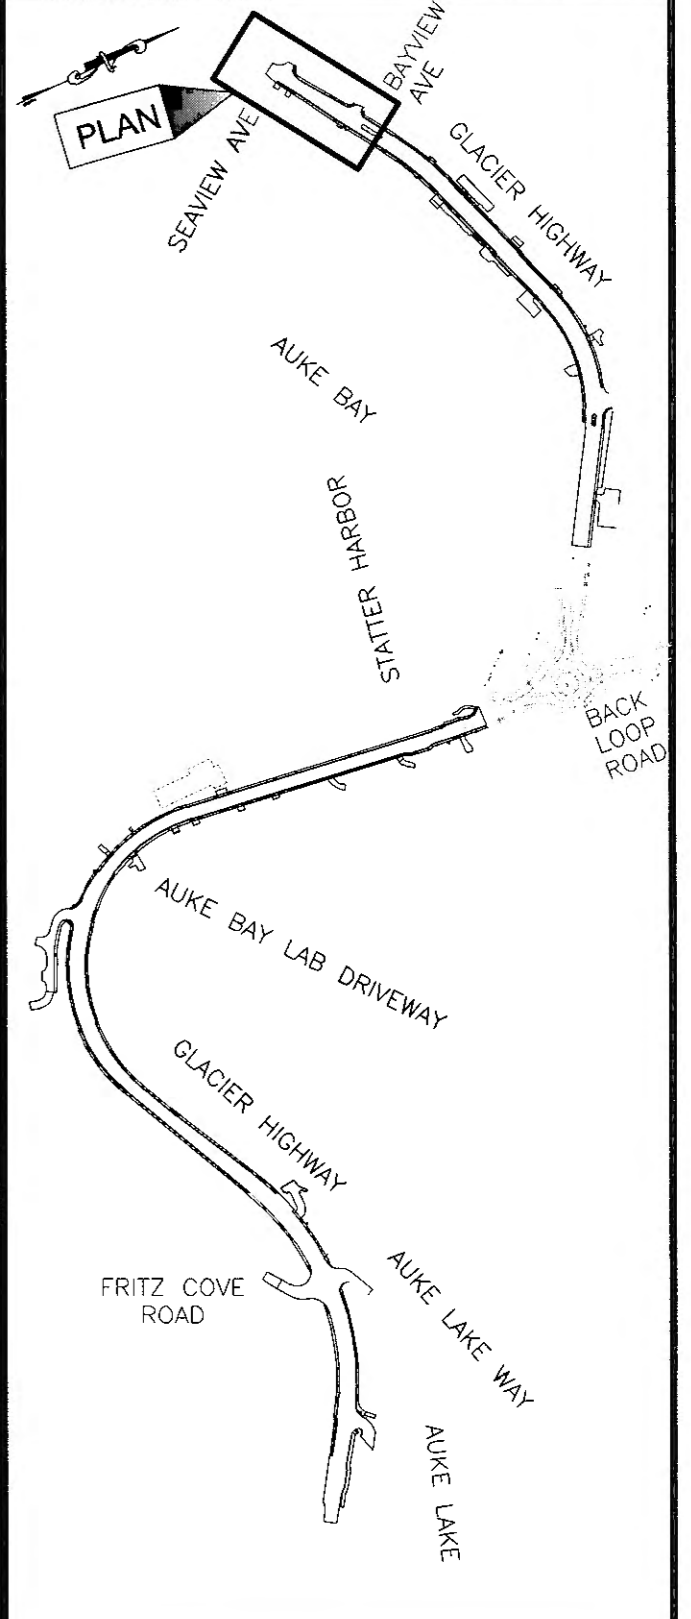 BAYVIEW
AVE
PLAN
SEAVIEW AVE
GLACIER HIGHWAY
AUKE BAY
STATTER HARBOR
BACK
LOOP
ROAD
AUKE BAY LAB DRIVEWAY
GLACIER HIGHWAY
FRITZ COVE
ROAD
AUKE LAKE WAY
AUKE LAKE